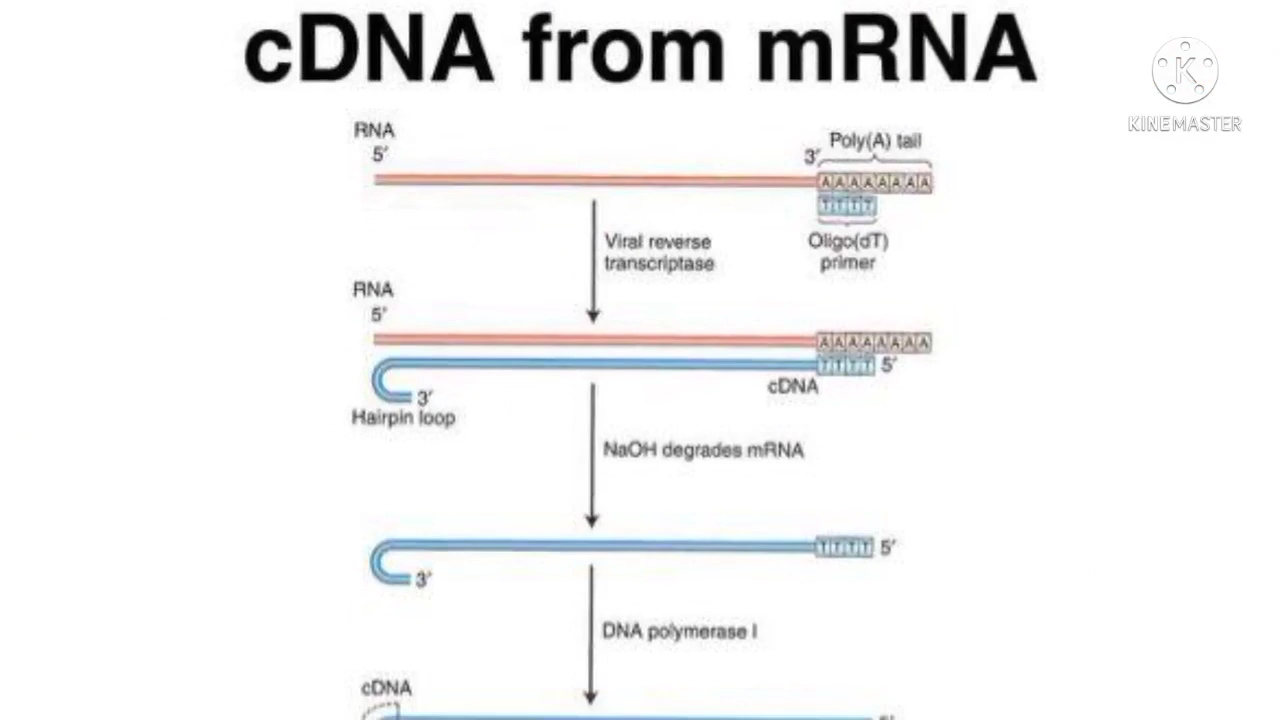 cDNA from mRNA
KINEMASTER
RNA
5′
3′
Poly(A) tail
AAAAAAAA
TTTT
Viral reverse
transcriptase
Oligo(dT)
primer
RNA
5′
AAAAAAAA
TTTT 5′
cDNA
3′
Hairpin loop
NaOH degrades mRNA
TTTT 5′
3′
DNA polymerase I
cDNA